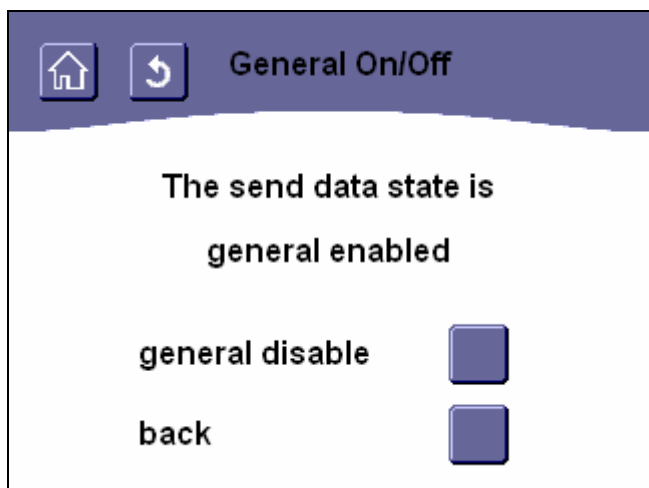 General On/Off
The send data state is
general enabled
general disable
back